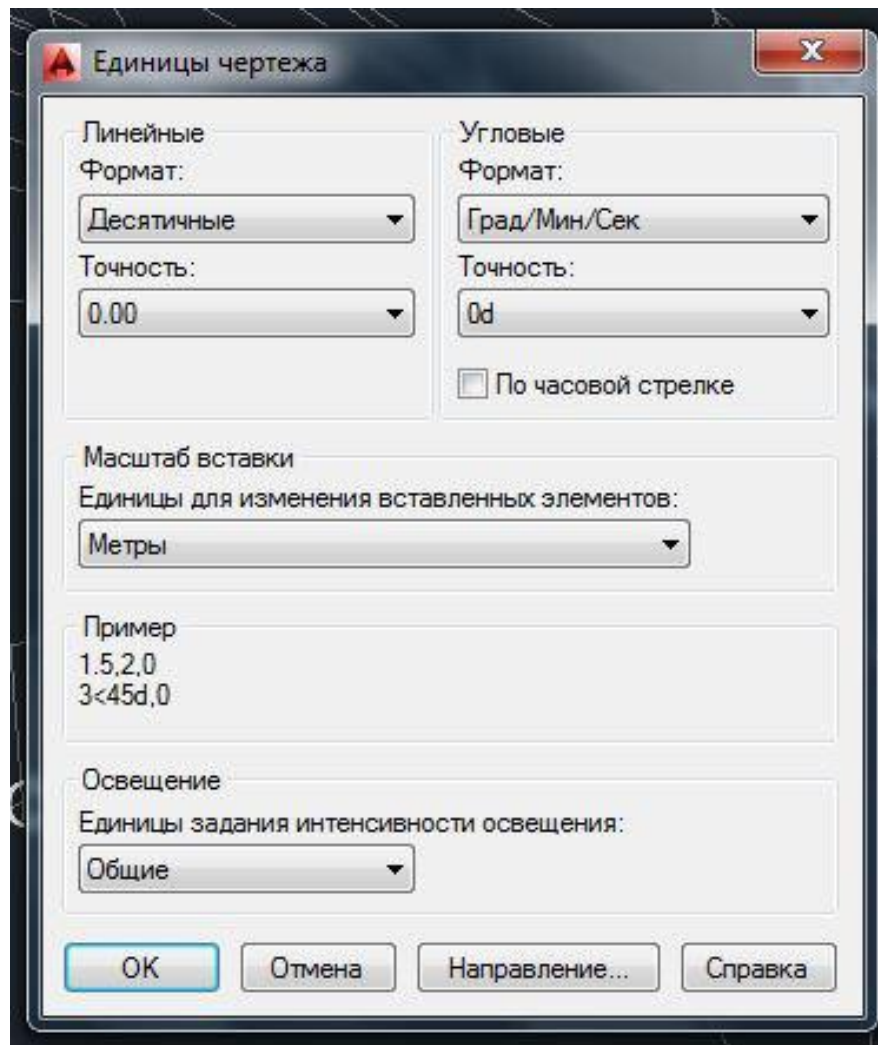 Единицы чертежа
Линейные
Формат:
Десятичные
Точность:
0.00
Угловые
Формат:
Град/Мин/Сек
Точность:
0d
По часовой стрелке
Масштаб вставки
Единицы для изменения вставленных элементов:
Метры
Пример
1.5,2,0
3<45d,0
Освещение
Единицы задания интенсивности освещения:
Общие
OK
Отмена
Направление...
Справка